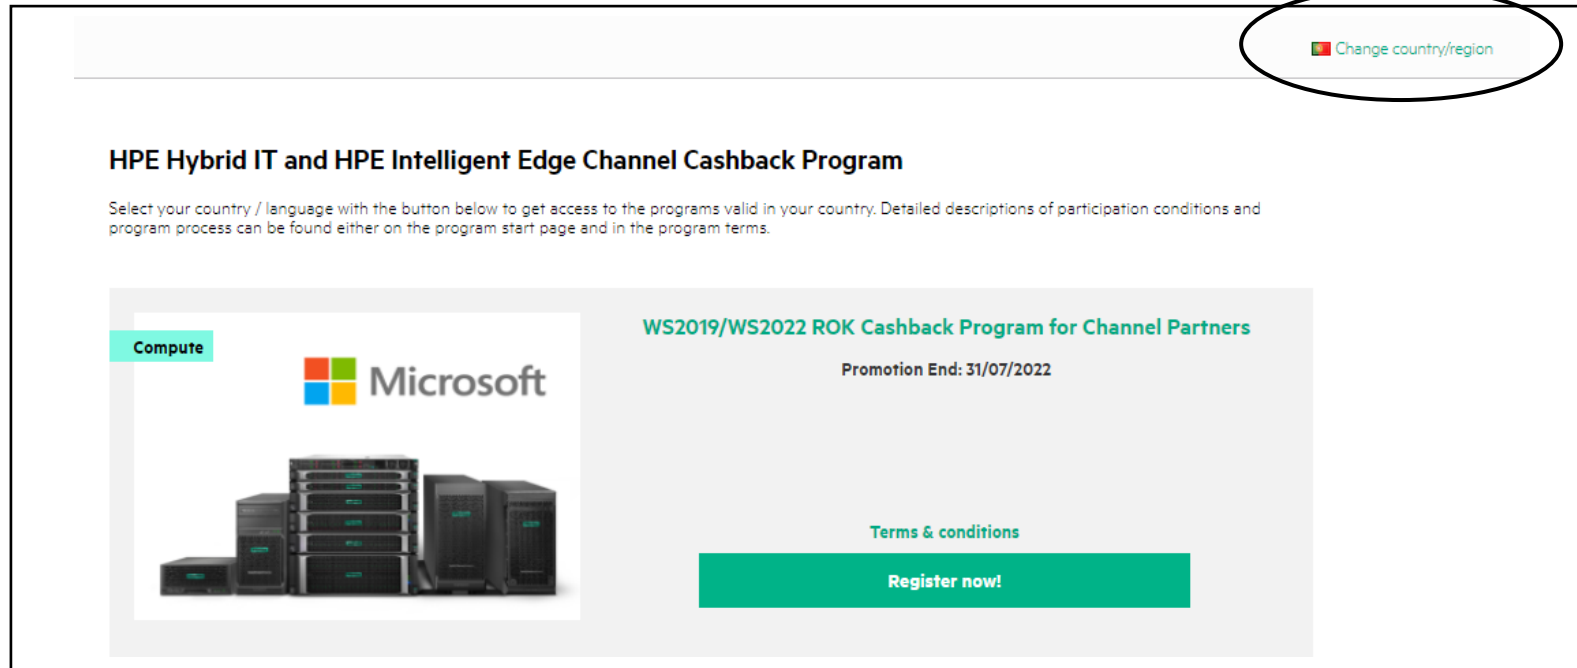 Change country/region
HPE Hybrid IT and HPE Intelligent Edge Channel Cashback Program
Select your country / language with the button below to get access to the programs valid in your country. Detailed descriptions of participation conditions and
program process can be found either on the program start page and in the program terms.
Compute
Microsoft
WS2019/WS2022 ROK Cashback Program for Channel Partners
Promotion End: 31/07/2022
Terms & conditions
Register now!